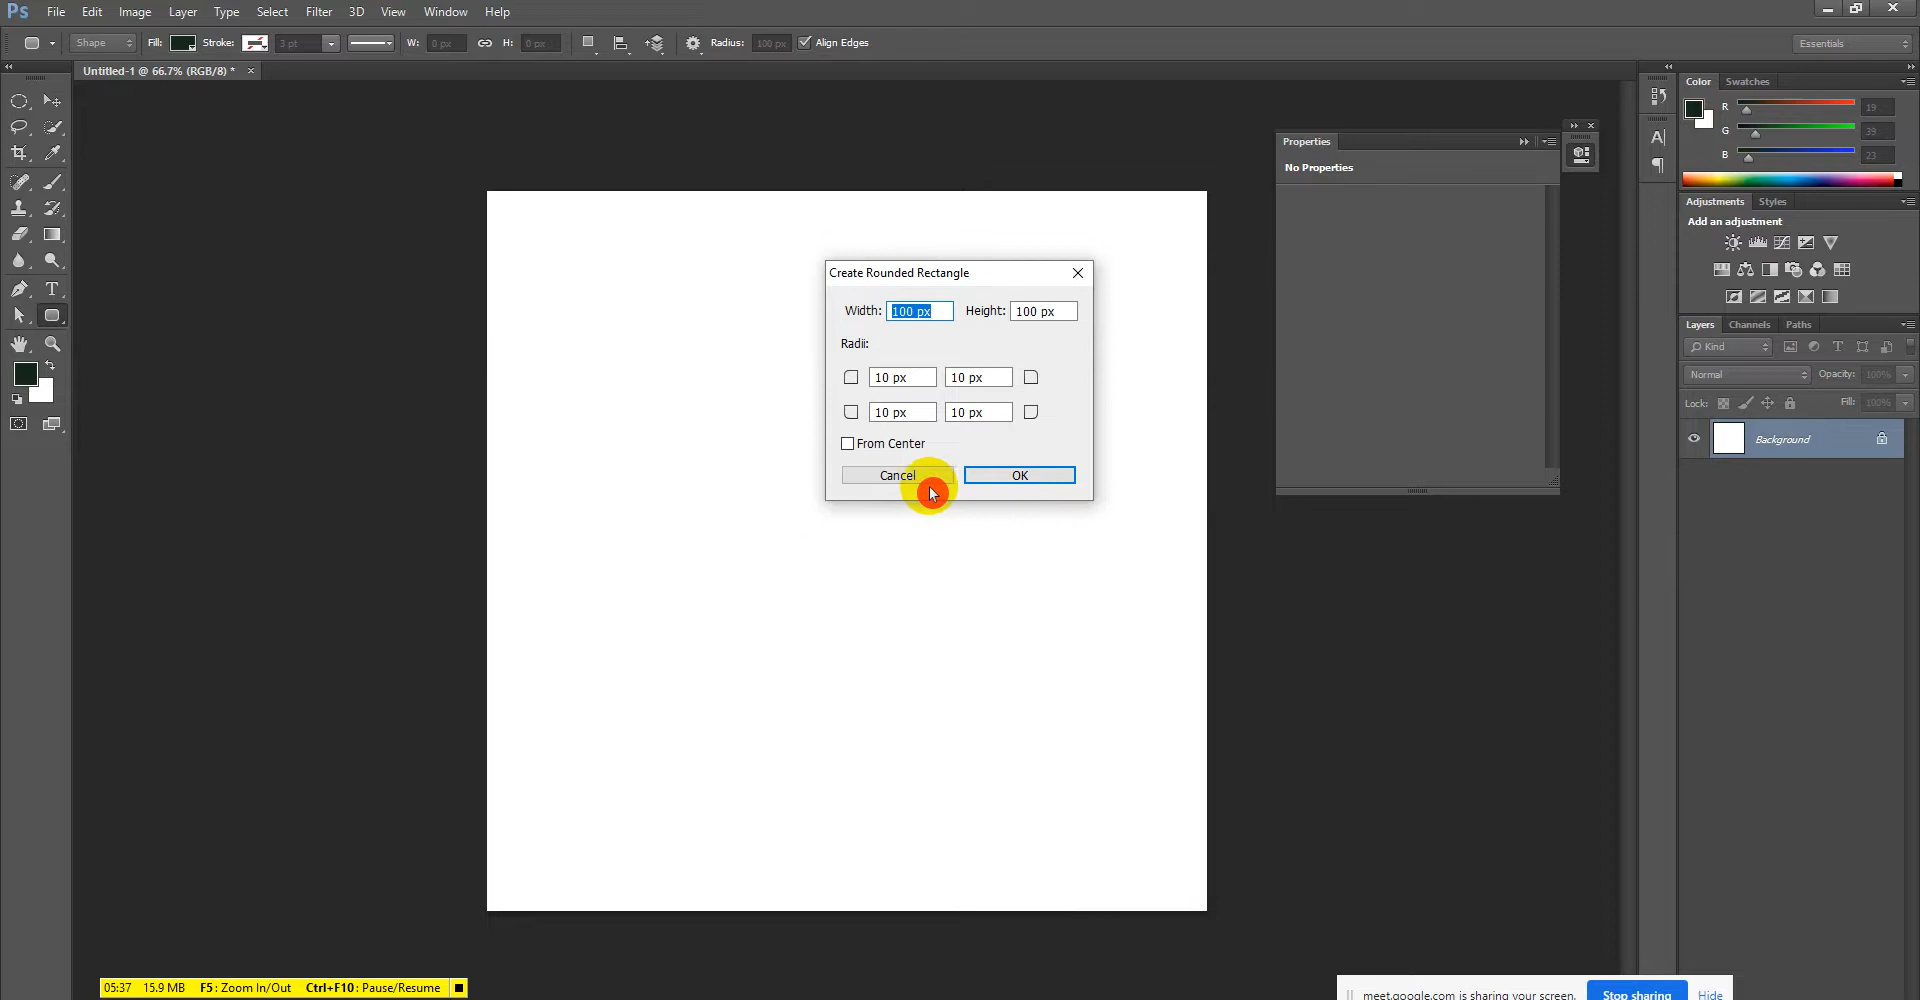 Ps File Edit Image Layer Type Select Filter 3D View Window Help
Shape Fill: Stroke: 3 pt W: 0 px H: 0 px Radius: 100 px Align Edges Essentials
Untitled-1 @ 66.7% (RGB/8) * ×
Color Swatches
R 19
G 39
B 23
Properties
No Properties
Adjustments Styles
Add an adjustment
Create Rounded Rectangle
Width: 100 px Height: 100 px
Radii:
10 px 10 px
10 px 10 px
From Center
Cancel OK
Layers Channels Paths
Kind
Normal Opacity: 100%
Lock: Fill: 100%
Background
05:37 15.9 MB F5: Zoom In/Out Ctrl+F10: Pause/Resume
meet.google.com is sharing your screen. Stop sharing Hide